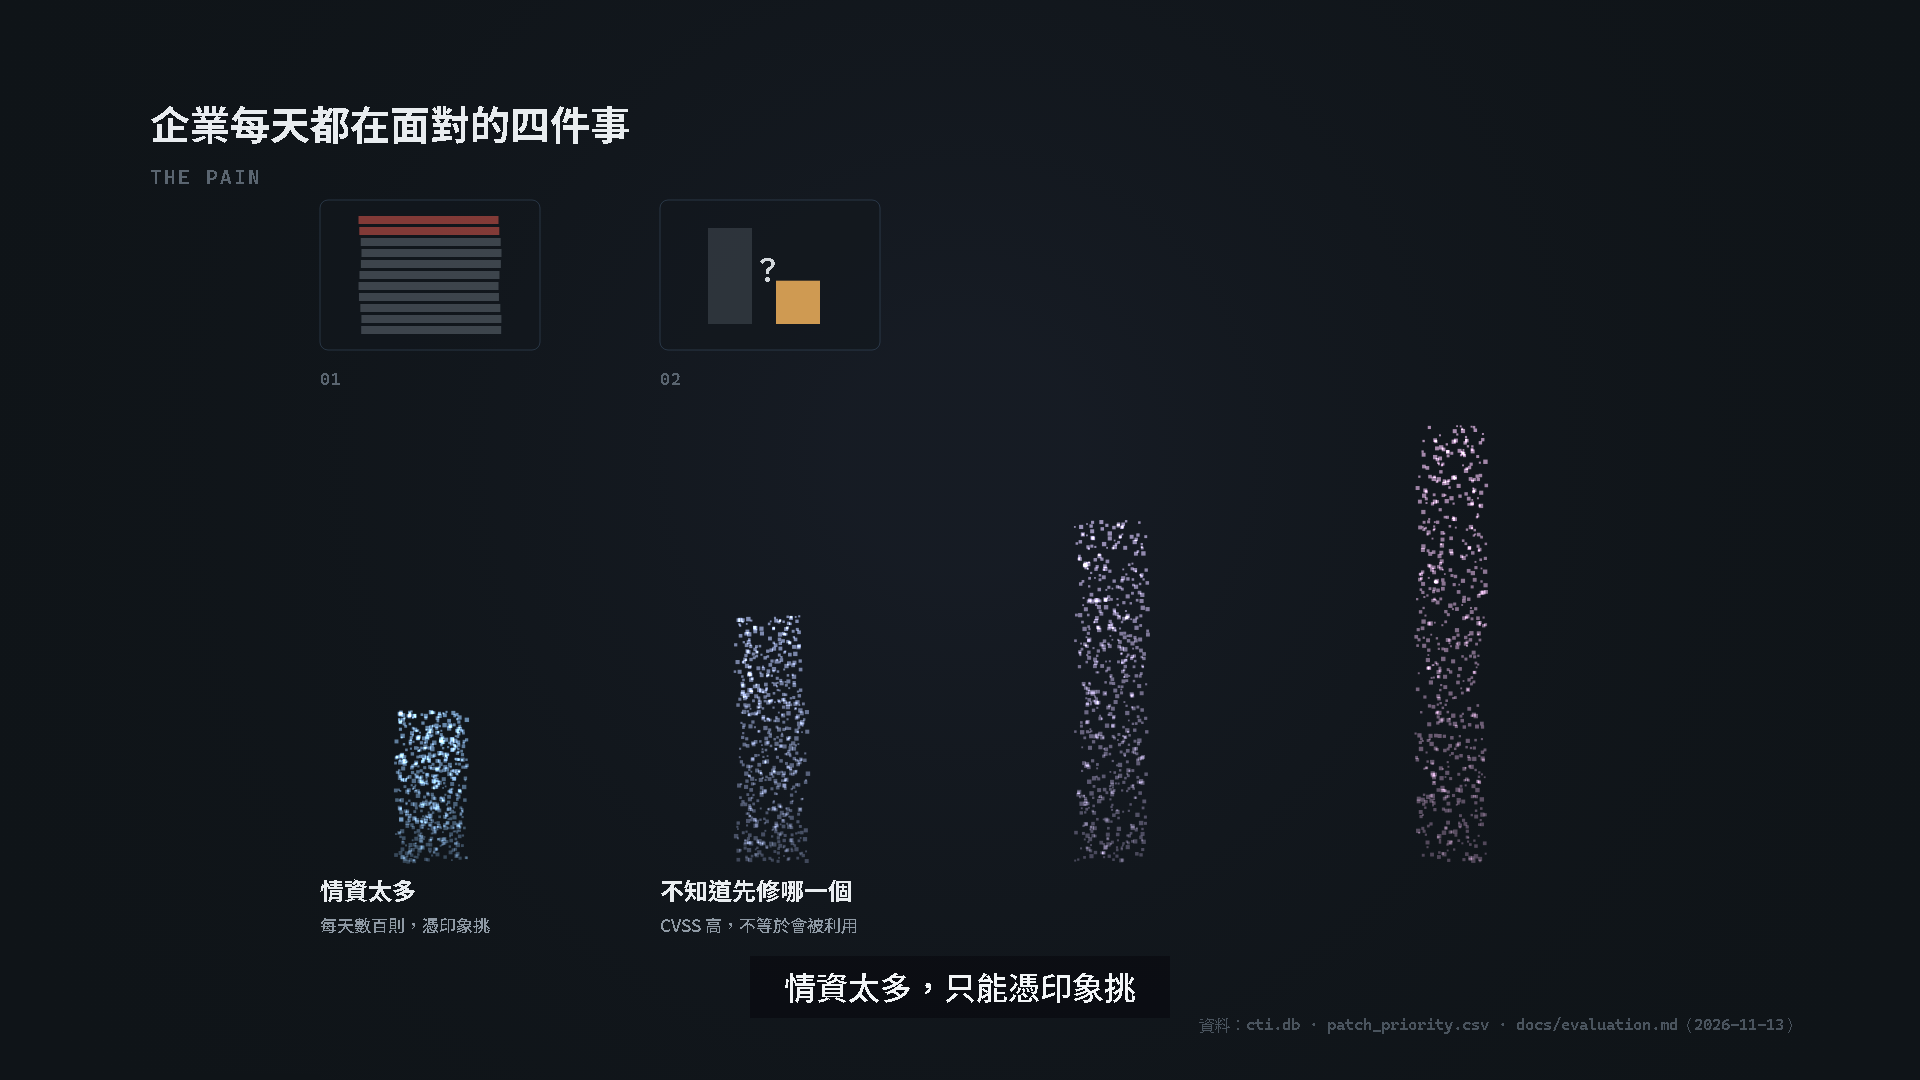 企業每天都在面對的四件事
THE PAIN
?
01
02
情資太多
每天數百則，憑印象挑
不知道先修哪一個
CVSS 高，不等於會被利用
情資太多，只能憑印象挑
資料：cti.db · patch_priority.csv · docs/evaluation.md（2026-11-13）